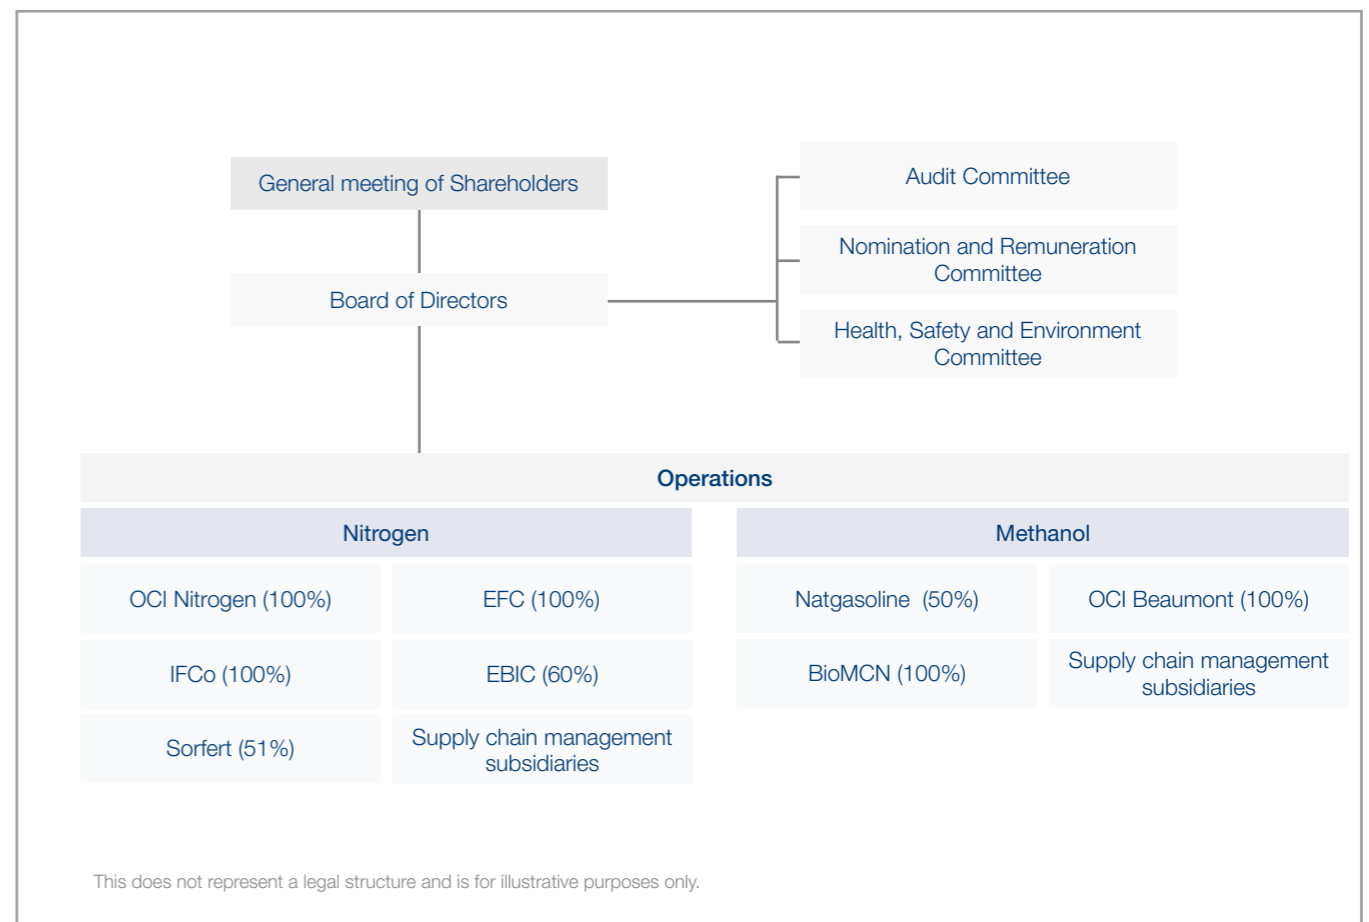 General meeting of Shareholders
Board of Directors
Audit Committee
Nomination and Remuneration
Committee
Health, Safety and Environment
Committee
Operations
Nitrogen
OCI Nitrogen (100%)
EFC (100%)
IFCo (100%)
EBIC (60%)
Sorfert (51%)
Supply chain management
subsidiaries
Methanol
Natgasoline (50%)
OCI Beaumont (100%)
BioMCN (100%)
Supply chain management
subsidiaries
This does not represent a legal structure and is for illustrative purposes only.